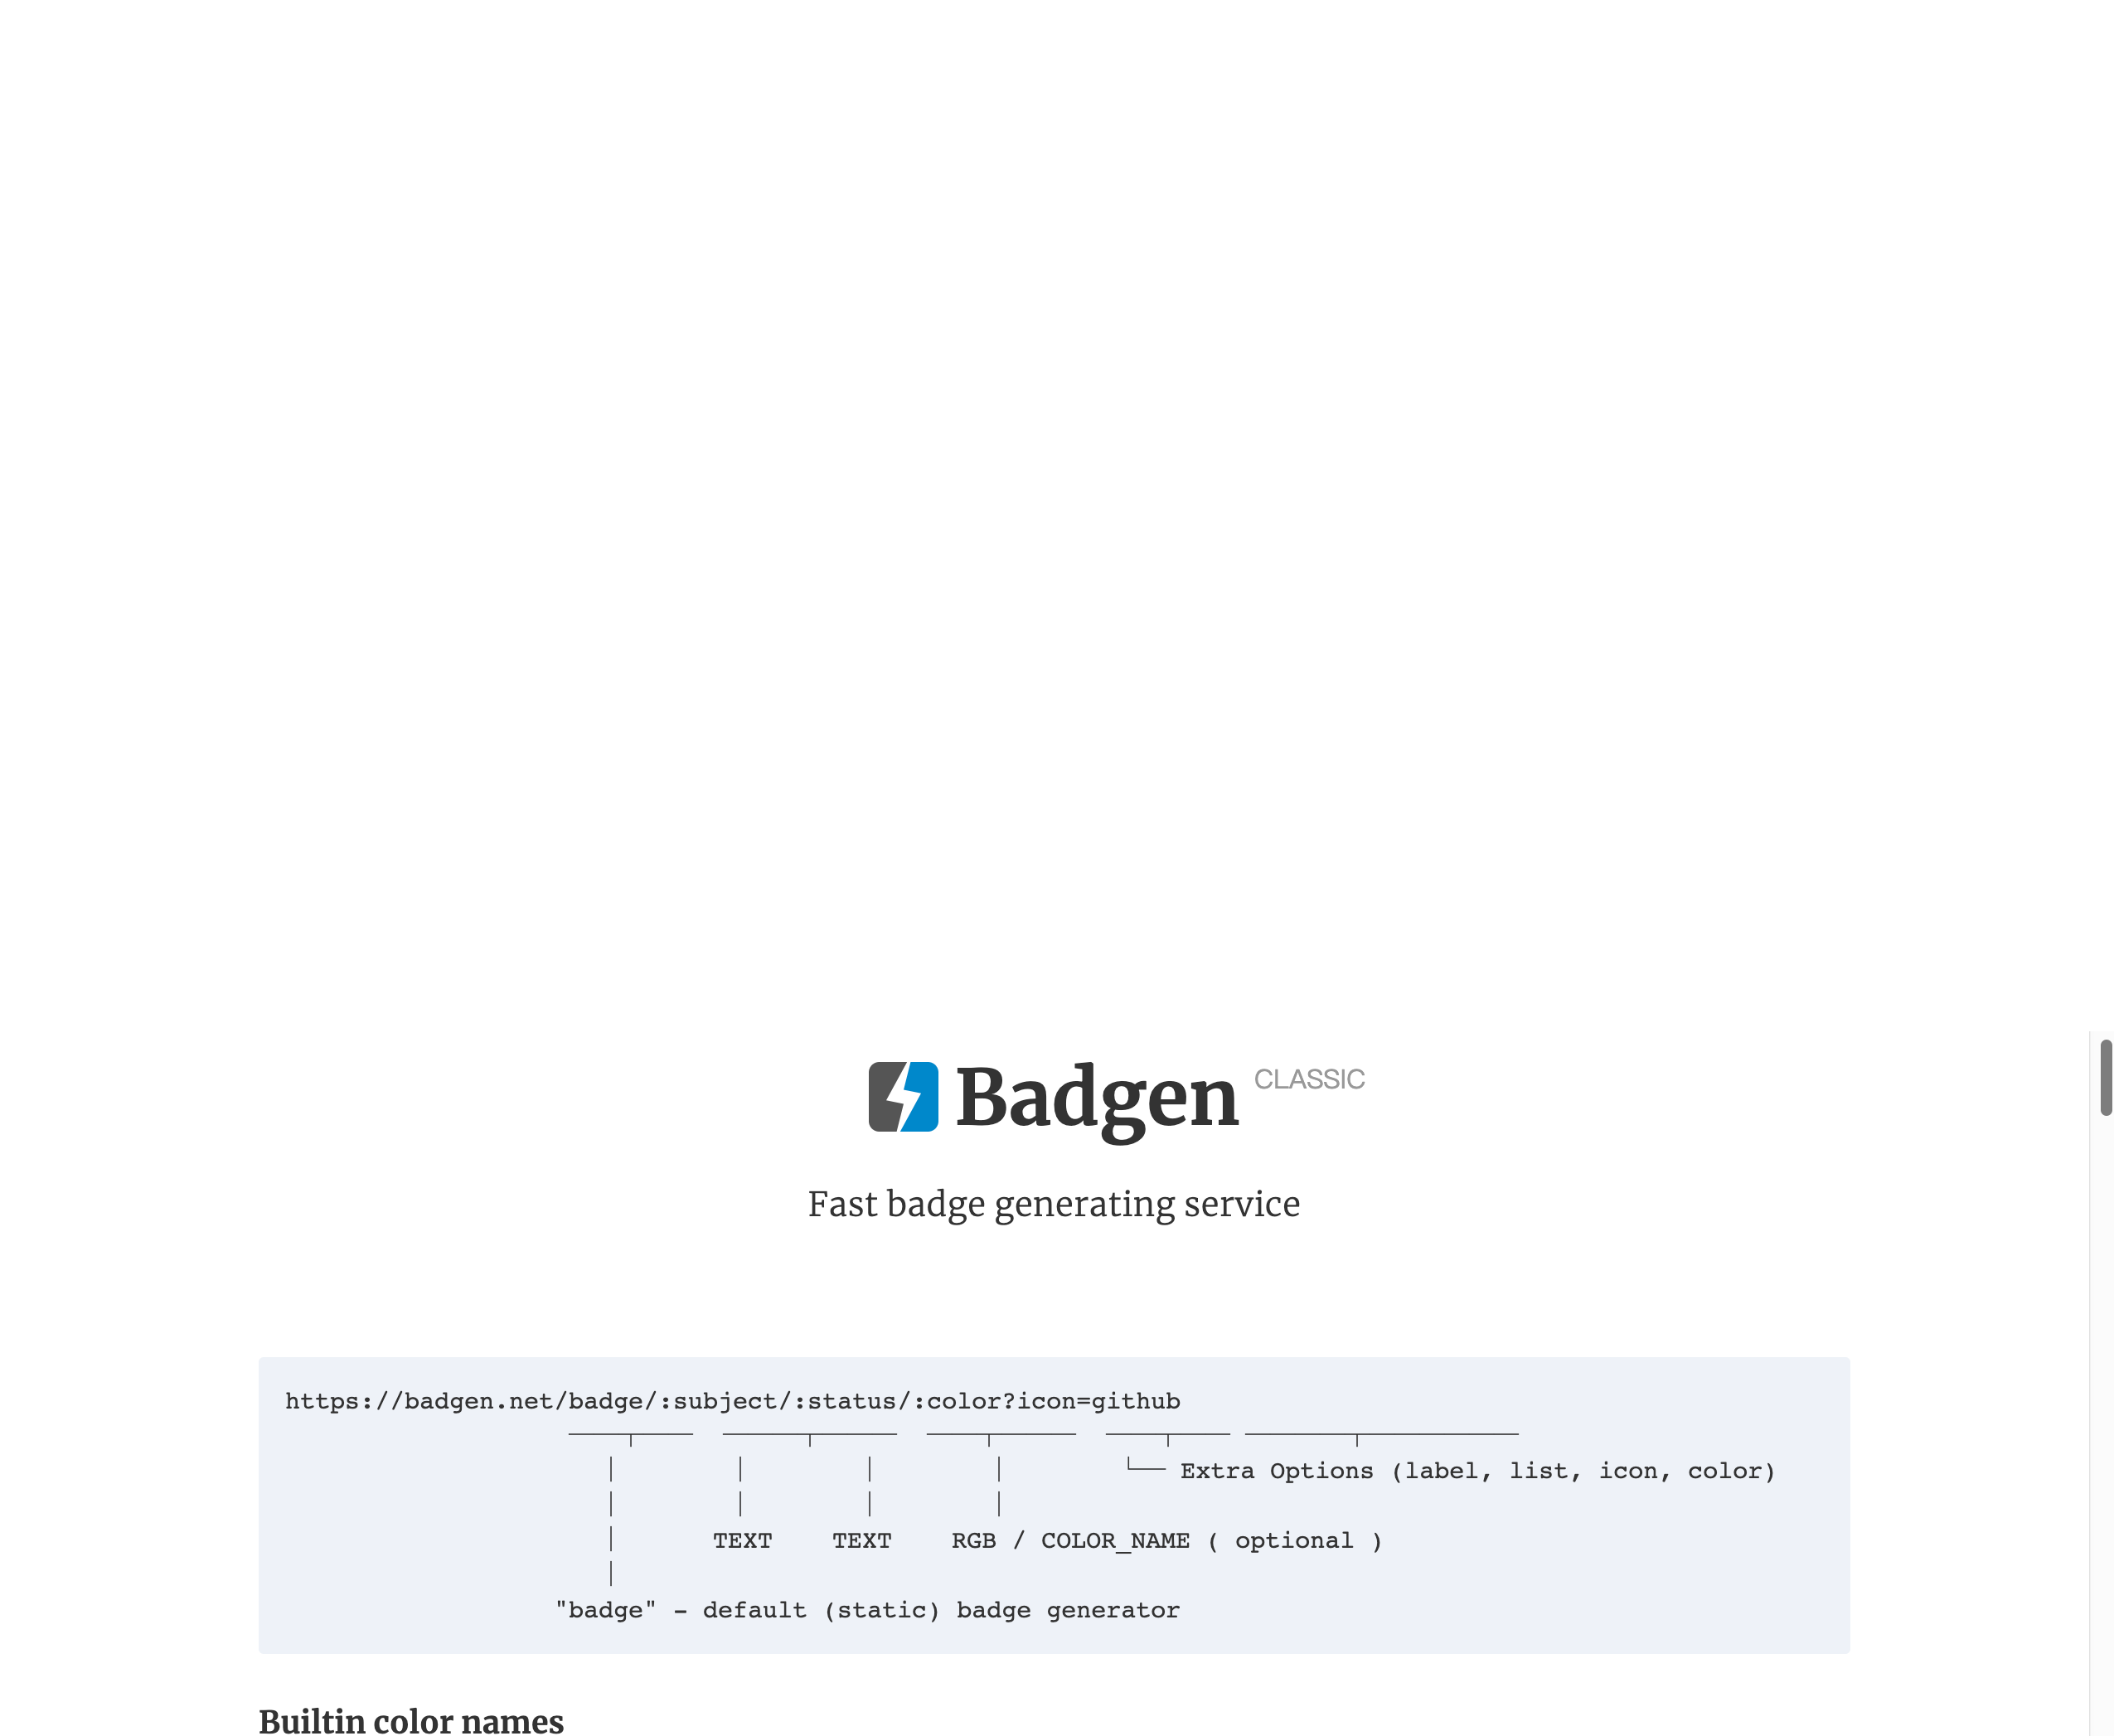 Badgen CLASSIC
Fast badge generating service
https://badgen.net/badge/:subject/:status/:color?icon=github
└── Extra Options (label, list, icon, color)
TEXT TEXT RGB / COLOR_NAME ( optional )
"badge" - default (static) badge generator
Builtin color names